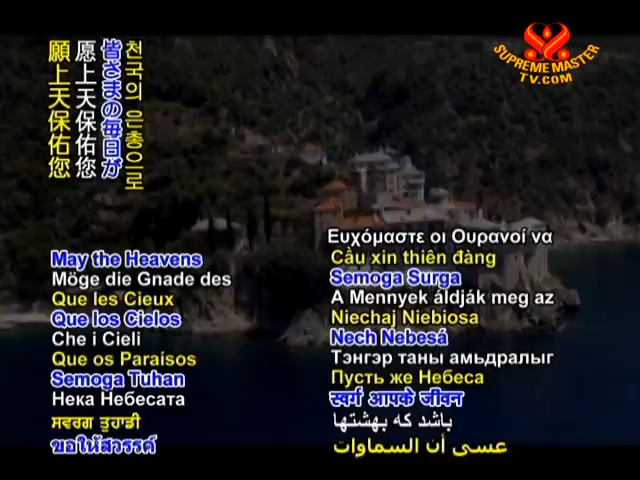 SUPREME MASTER
TV.COM
願上天保佑您
愿上天保佑您
皆さまの毎日が
천국의 은총으로
May the Heavens
Möge die Gnade des
Que les Cieux
Que los Cielos
Che i Cieli
Que os Paraísos
Semoga Tuhan
Нека Небесата
ਸਵਰਗ ਤੁਹਾਡੀ
ขอให้สวรรค์
Ευχόμαστε οι Ουρανοί να
Cầu xin thiên đàng
Semoga Surga
A Mennyek áldják meg az
Niechaj Niebiosa
Nech Nebesá
Тэнгэр таны амьдралыг
Пусть же Небеса
स्वर्ग आपके जीवन
باشد که بهشتها
عسى أن السماوات